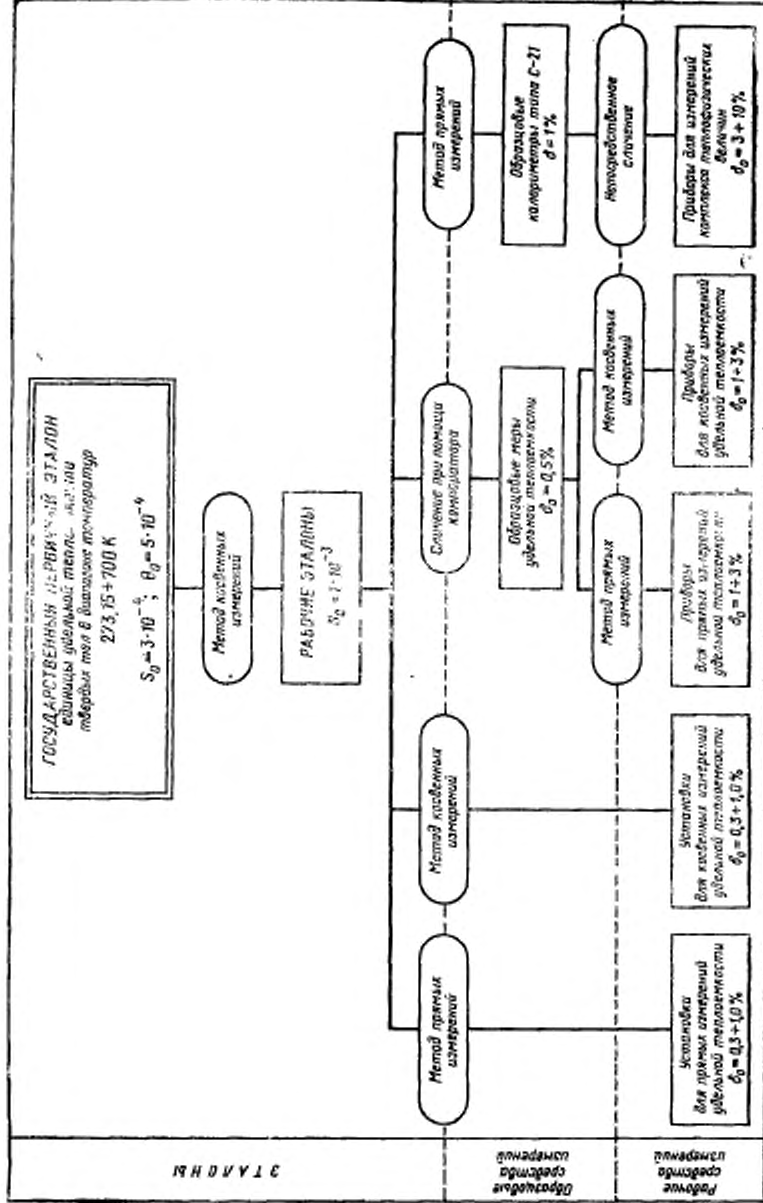 ГОСУДАРСТВЕННЫЙ ПЕРВИЧНЫЙ ЭТАЛОН
единицы удельной теплоемкости
твердых тел в диапазоне температур
273,15÷700 К
S₀=3·10⁻⁴; θ₀=5·10⁻⁴
Метод косвенных
измерений
РАБОЧИЕ ЭТАЛОНЫ
S₀=1·10⁻³
Метод прямых
измерений
Метод косвенных
измерений
Сличение при помощи
компаратора
Метод прямых
измерений
Образцовые меры
удельной теплоемкости
δ₀=0,5%
Образцовые
калориметры типа С-21
δ=1%
Метод прямых
измерений
Метод косвенных
измерений
Непосредственное
сличение
Установки
для прямых измерений
удельной теплоемкости
δ₀=0,3÷1,0%
Установки
для косвенных измерений
удельной теплоемкости
δ₀=0,3÷1,0%
Приборы
для прямых измерений
удельной теплоемкости
δ₀=1÷3%
Приборы
для косвенных измерений
удельной теплоемкости
δ₀=1÷3%
Приборы для измерений
комплекса теплофизических
величин
δ₀=3÷10%
ЭТАЛОНЫ
Образцовые
средства
измерений
Рабочие
средства
измерений